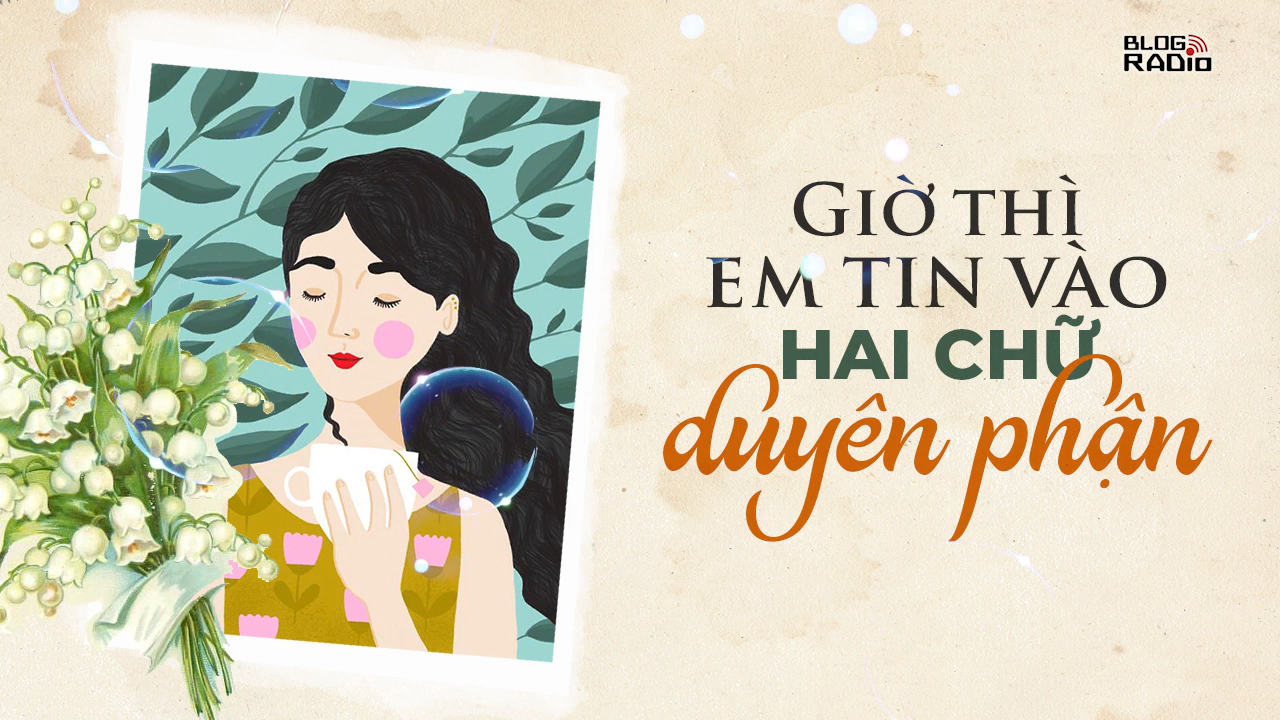 BLOG
RADIO
GIỜ THÌ
EM TIN VÀO
HAI CHỮ
duyên phận